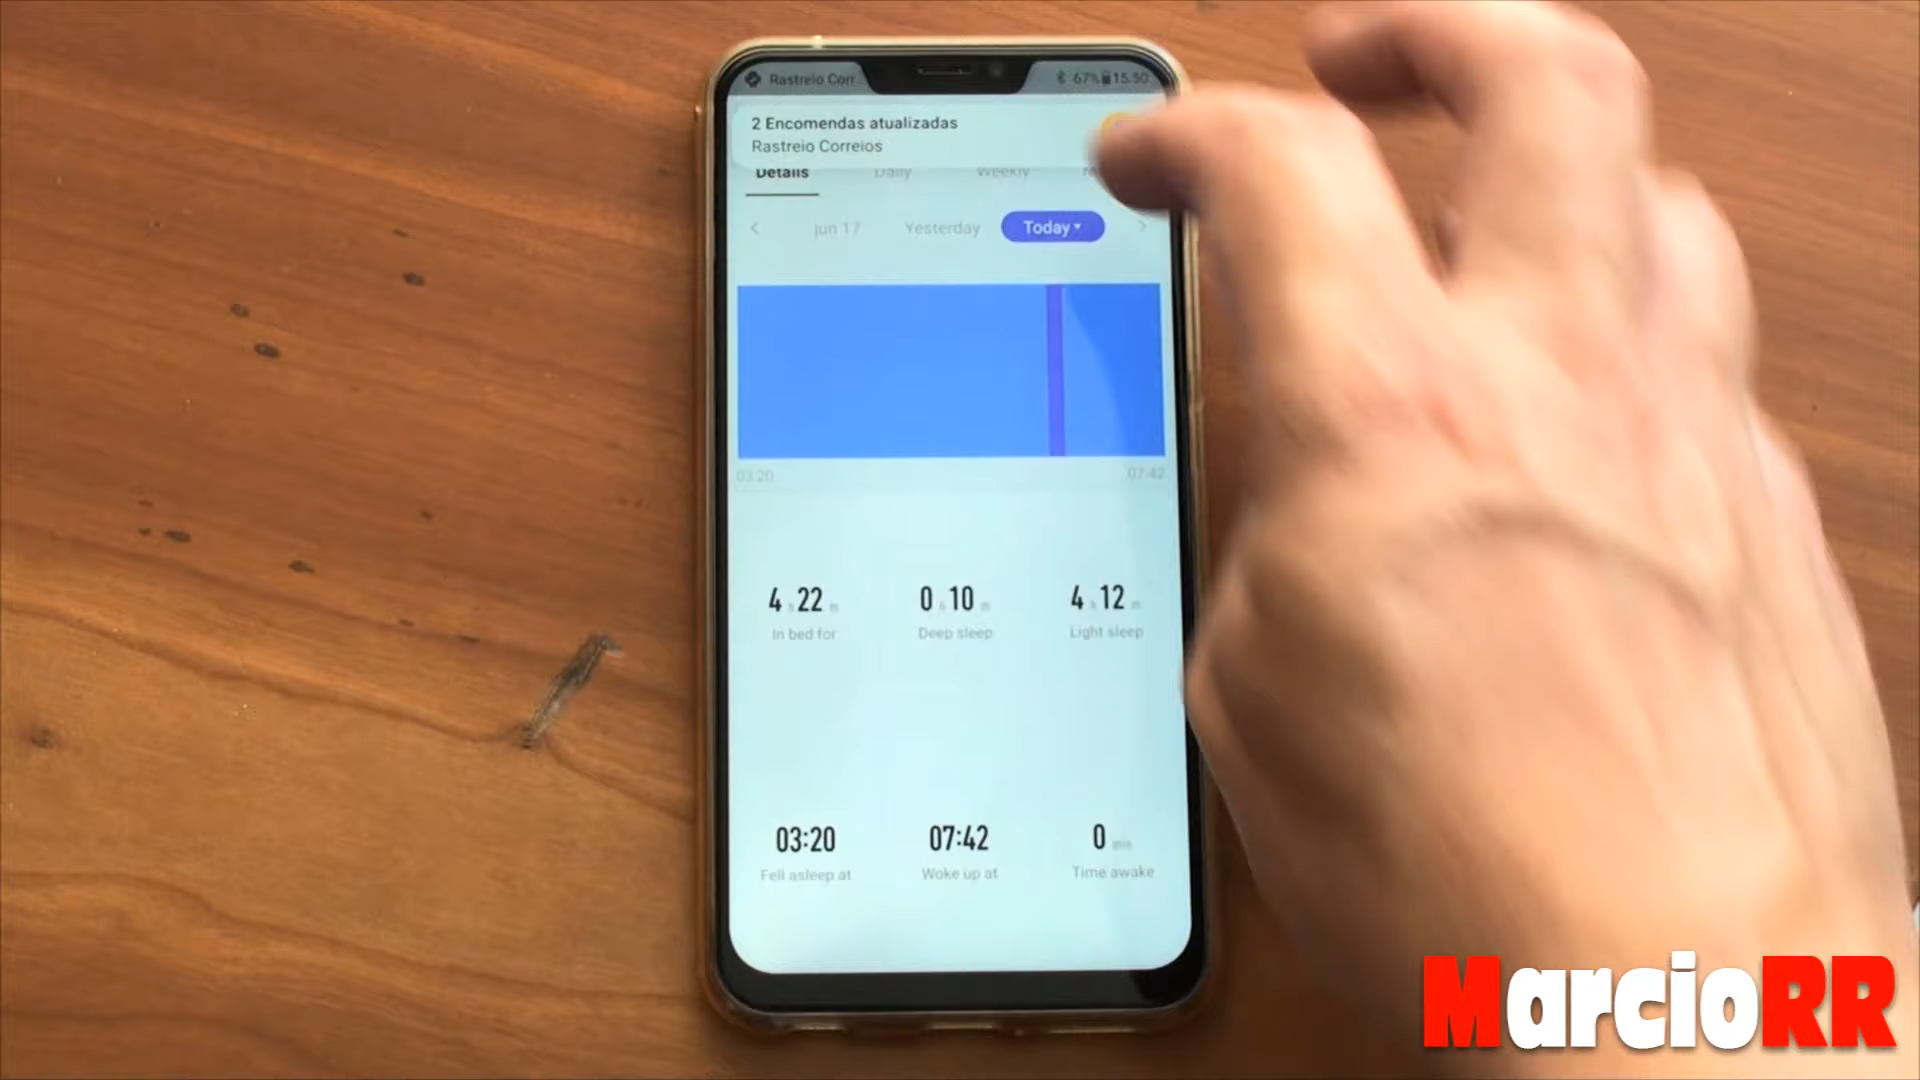 Rastreio Corr
67% 15.50
2 Encomendas atualizadas
Rastreio Correios
Details Daily Weekly
Jun 17 Yesterday Today
03:20 07:42
4 h 22 m 0 h 10 m 4 h 12 m
In bed for Deep sleep Light sleep
03:20 07:42 0 min
Fell asleep at Woke up at Time awake
MarcioRR